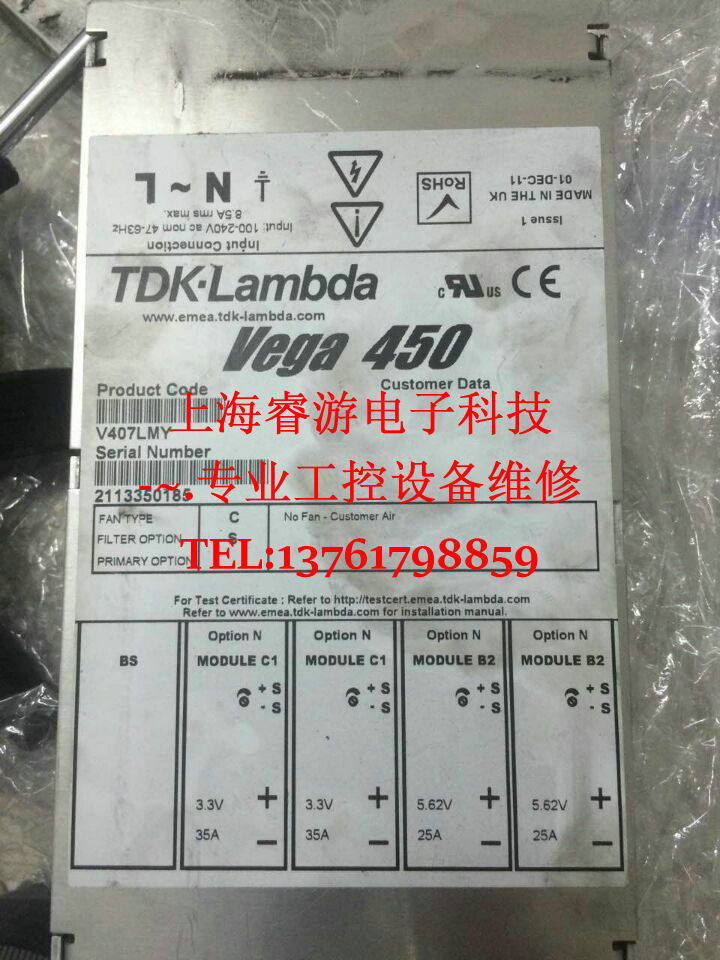 Input Connection
Input: 100-240V ac nom 47-63Hz
8.5A rms max.
N ~ L
RoHS
Issue 1
MADE IN THE UK
01-DEC-11
TDK·Lambda
C RU US CE
www.emea.tdk-lambda.com
Vega 450
Product Code
Customer Data
上海睿游电子科技
V407LMY
Serial Number
-~.专业工控设备维修
2113350185
FAN TYPE C No Fan - Customer Air
FILTER OPTION S
PRIMARY OPTION
TEL:13761798859
For Test Certificate : Refer to http://testcert.emea.tdk-lambda.com
Refer to www.emea.tdk-lambda.com for installation manual.
BS
Option N
MODULE C1
+ S
- S
3.3V +
35A -
Option N
MODULE C1
+ S
- S
3.3V +
35A -
Option N
MODULE B2
+ S
- S
5.62V +
25A -
Option N
MODULE B2
+ S
- S
5.62V +
25A -